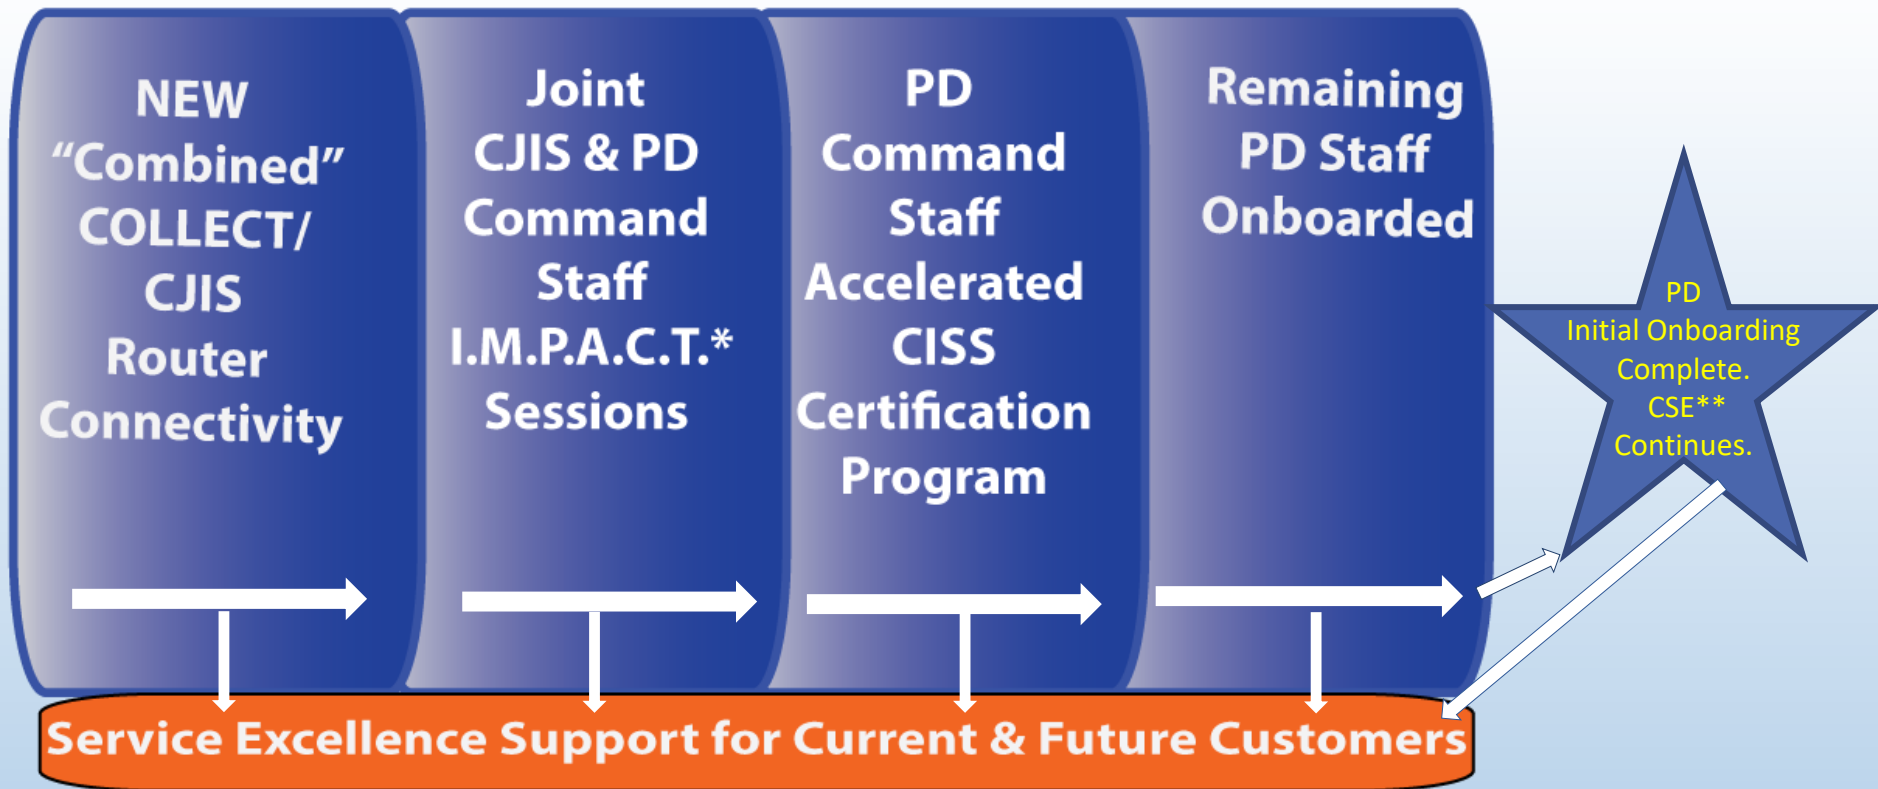 NEW
“Combined”
COLLECT/
CJIS
Router
Connectivity
Joint
CJIS & PD
Command
Staff
I.M.P.A.C.T.*
Sessions
PD
Command
Staff
Accelerated
CISS
Certification
Program
Remaining
PD Staff
Onboarded
PD
Initial Onboarding
Complete.
CSE**
Continues.
Service Excellence Support for Current & Future Customers